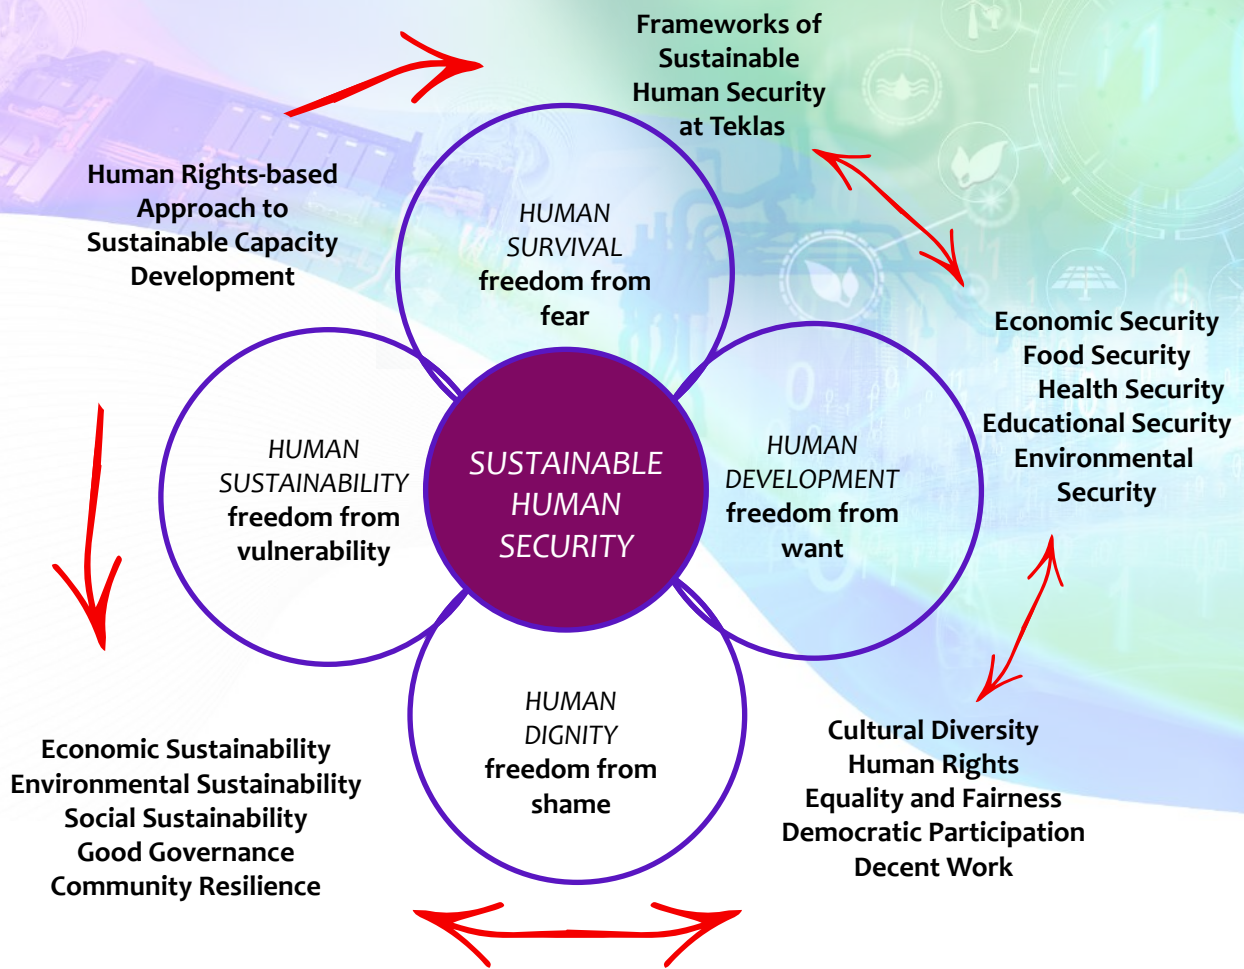 Frameworks of
Sustainable
Human Security
at Teklas
Human Rights-based
Approach to
Sustainable Capacity
Development
HUMAN
SURVIVAL
freedom from
fear
Economic Security
Food Security
Health Security
Educational Security
Environmental
Security
HUMAN
SUSTAINABILITY
freedom from
vulnerability
SUSTAINABLE
HUMAN
SECURITY
HUMAN
DEVELOPMENT
freedom from
want
HUMAN
DIGNITY
freedom from
shame
Economic Sustainability
Environmental Sustainability
Social Sustainability
Good Governance
Community Resilience
Cultural Diversity
Human Rights
Equality and Fairness
Democratic Participation
Decent Work